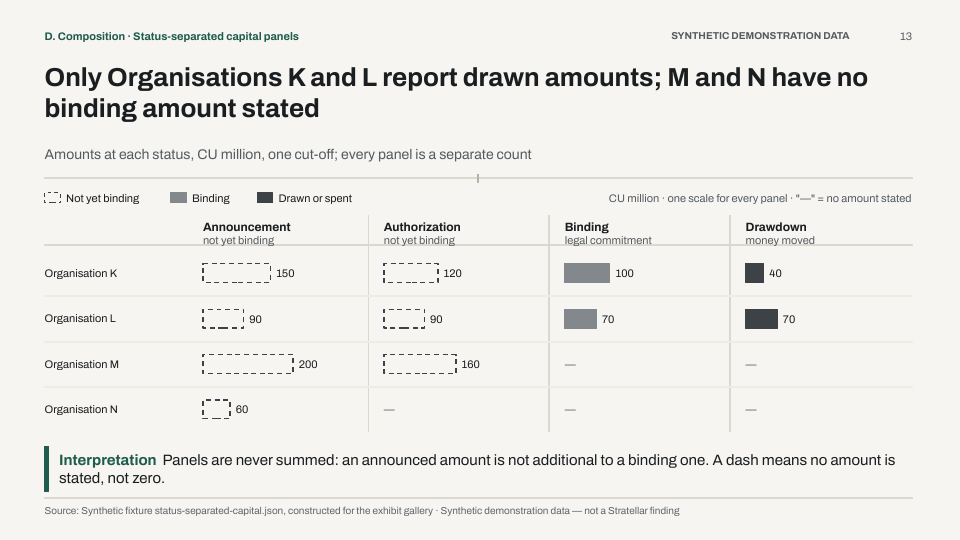 D. Composition · Status-separated capital panels
SYNTHETIC DEMONSTRATION DATA
13
Only Organisations K and L report drawn amounts; M and N have no
binding amount stated
Amounts at each status, CU million, one cut-off; every panel is a separate count
Not yet binding
Binding
Drawn or spent
CU million · one scale for every panel · "—" = no amount stated
Announcement
not yet binding
Authorization
not yet binding
Binding
legal commitment
Drawdown
money moved
Organisation K 150 120 100 40
Organisation L 90 90 70 70
Organisation M 200 160 — —
Organisation N 60 — — —
Interpretation Panels are never summed: an announced amount is not additional to a binding one. A dash means no amount is
stated, not zero.
Source: Synthetic fixture status-separated-capital.json, constructed for the exhibit gallery · Synthetic demonstration data — not a Stratellar finding